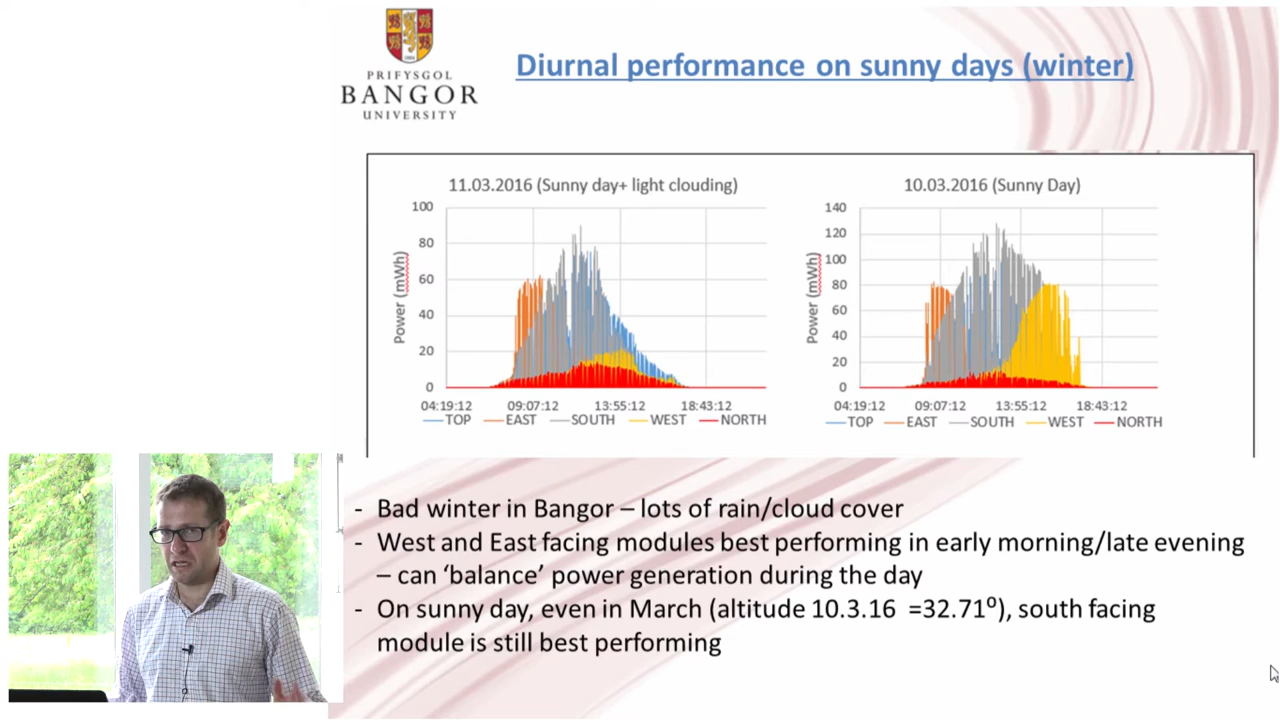 PRIFYSGOL
BANGOR
UNIVERSITY
Diurnal performance on sunny days (winter)
11.03.2016 (Sunny day+ light clouding)
Power (mWh)
100
80
60
40
20
0
04:19:12 09:07:12 13:55:12 18:43:12
TOP EAST SOUTH WEST NORTH
10.03.2016 (Sunny Day)
Power (mWh)
140
120
100
80
60
40
20
0
04:19:12 09:07:12 13:55:12 18:43:12
TOP EAST SOUTH WEST NORTH
- Bad winter in Bangor – lots of rain/cloud cover
- West and East facing modules best performing in early morning/late evening
– can ‘balance’ power generation during the day
- On sunny day, even in March (altitude 10.3.16 =32.71⁰), south facing
module is still best performing